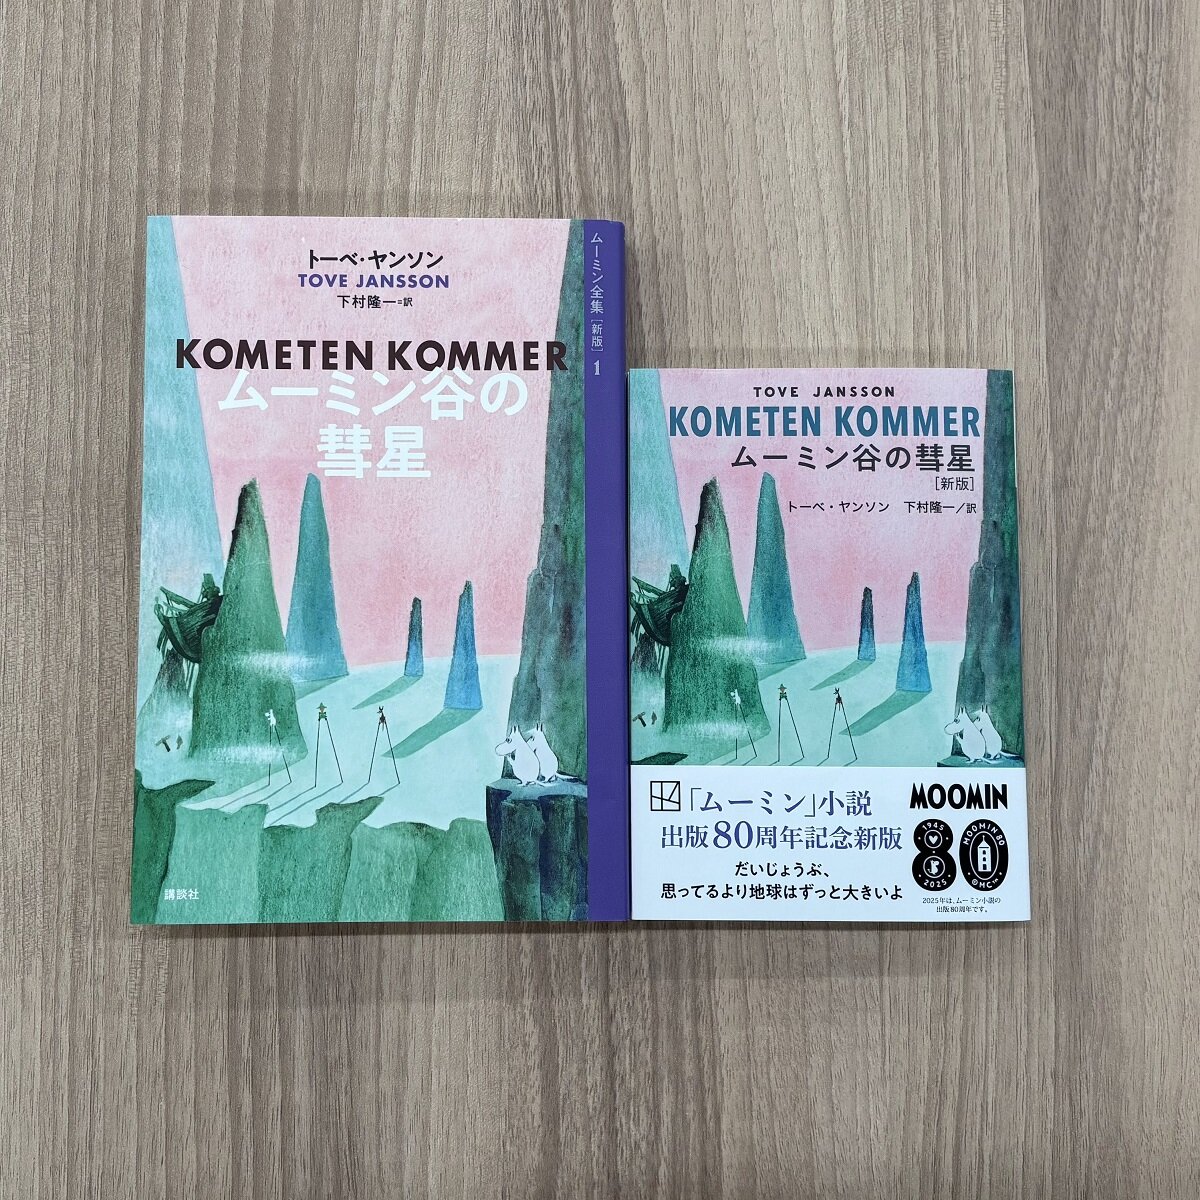 トーベ・ヤンソン
TOVE JANSSON
下村隆一=訳
KOMETEN KOMMER
ムーミン谷の
彗星
講談社
ムーミン全集[新版]1
TOVE JANSSON
KOMETEN KOMMER
ムーミン谷の彗星
[新版]
トーベ・ヤンソン 下村隆一/訳
「ムーミン」小説
出版80周年記念新版
だいじょうぶ、
思ってるより地球はずっと大きいよ
MOOMIN
80
1945
2025
MOOMIN 80
©MC™
2025年は、ムーミン小説の
出版80周年です。